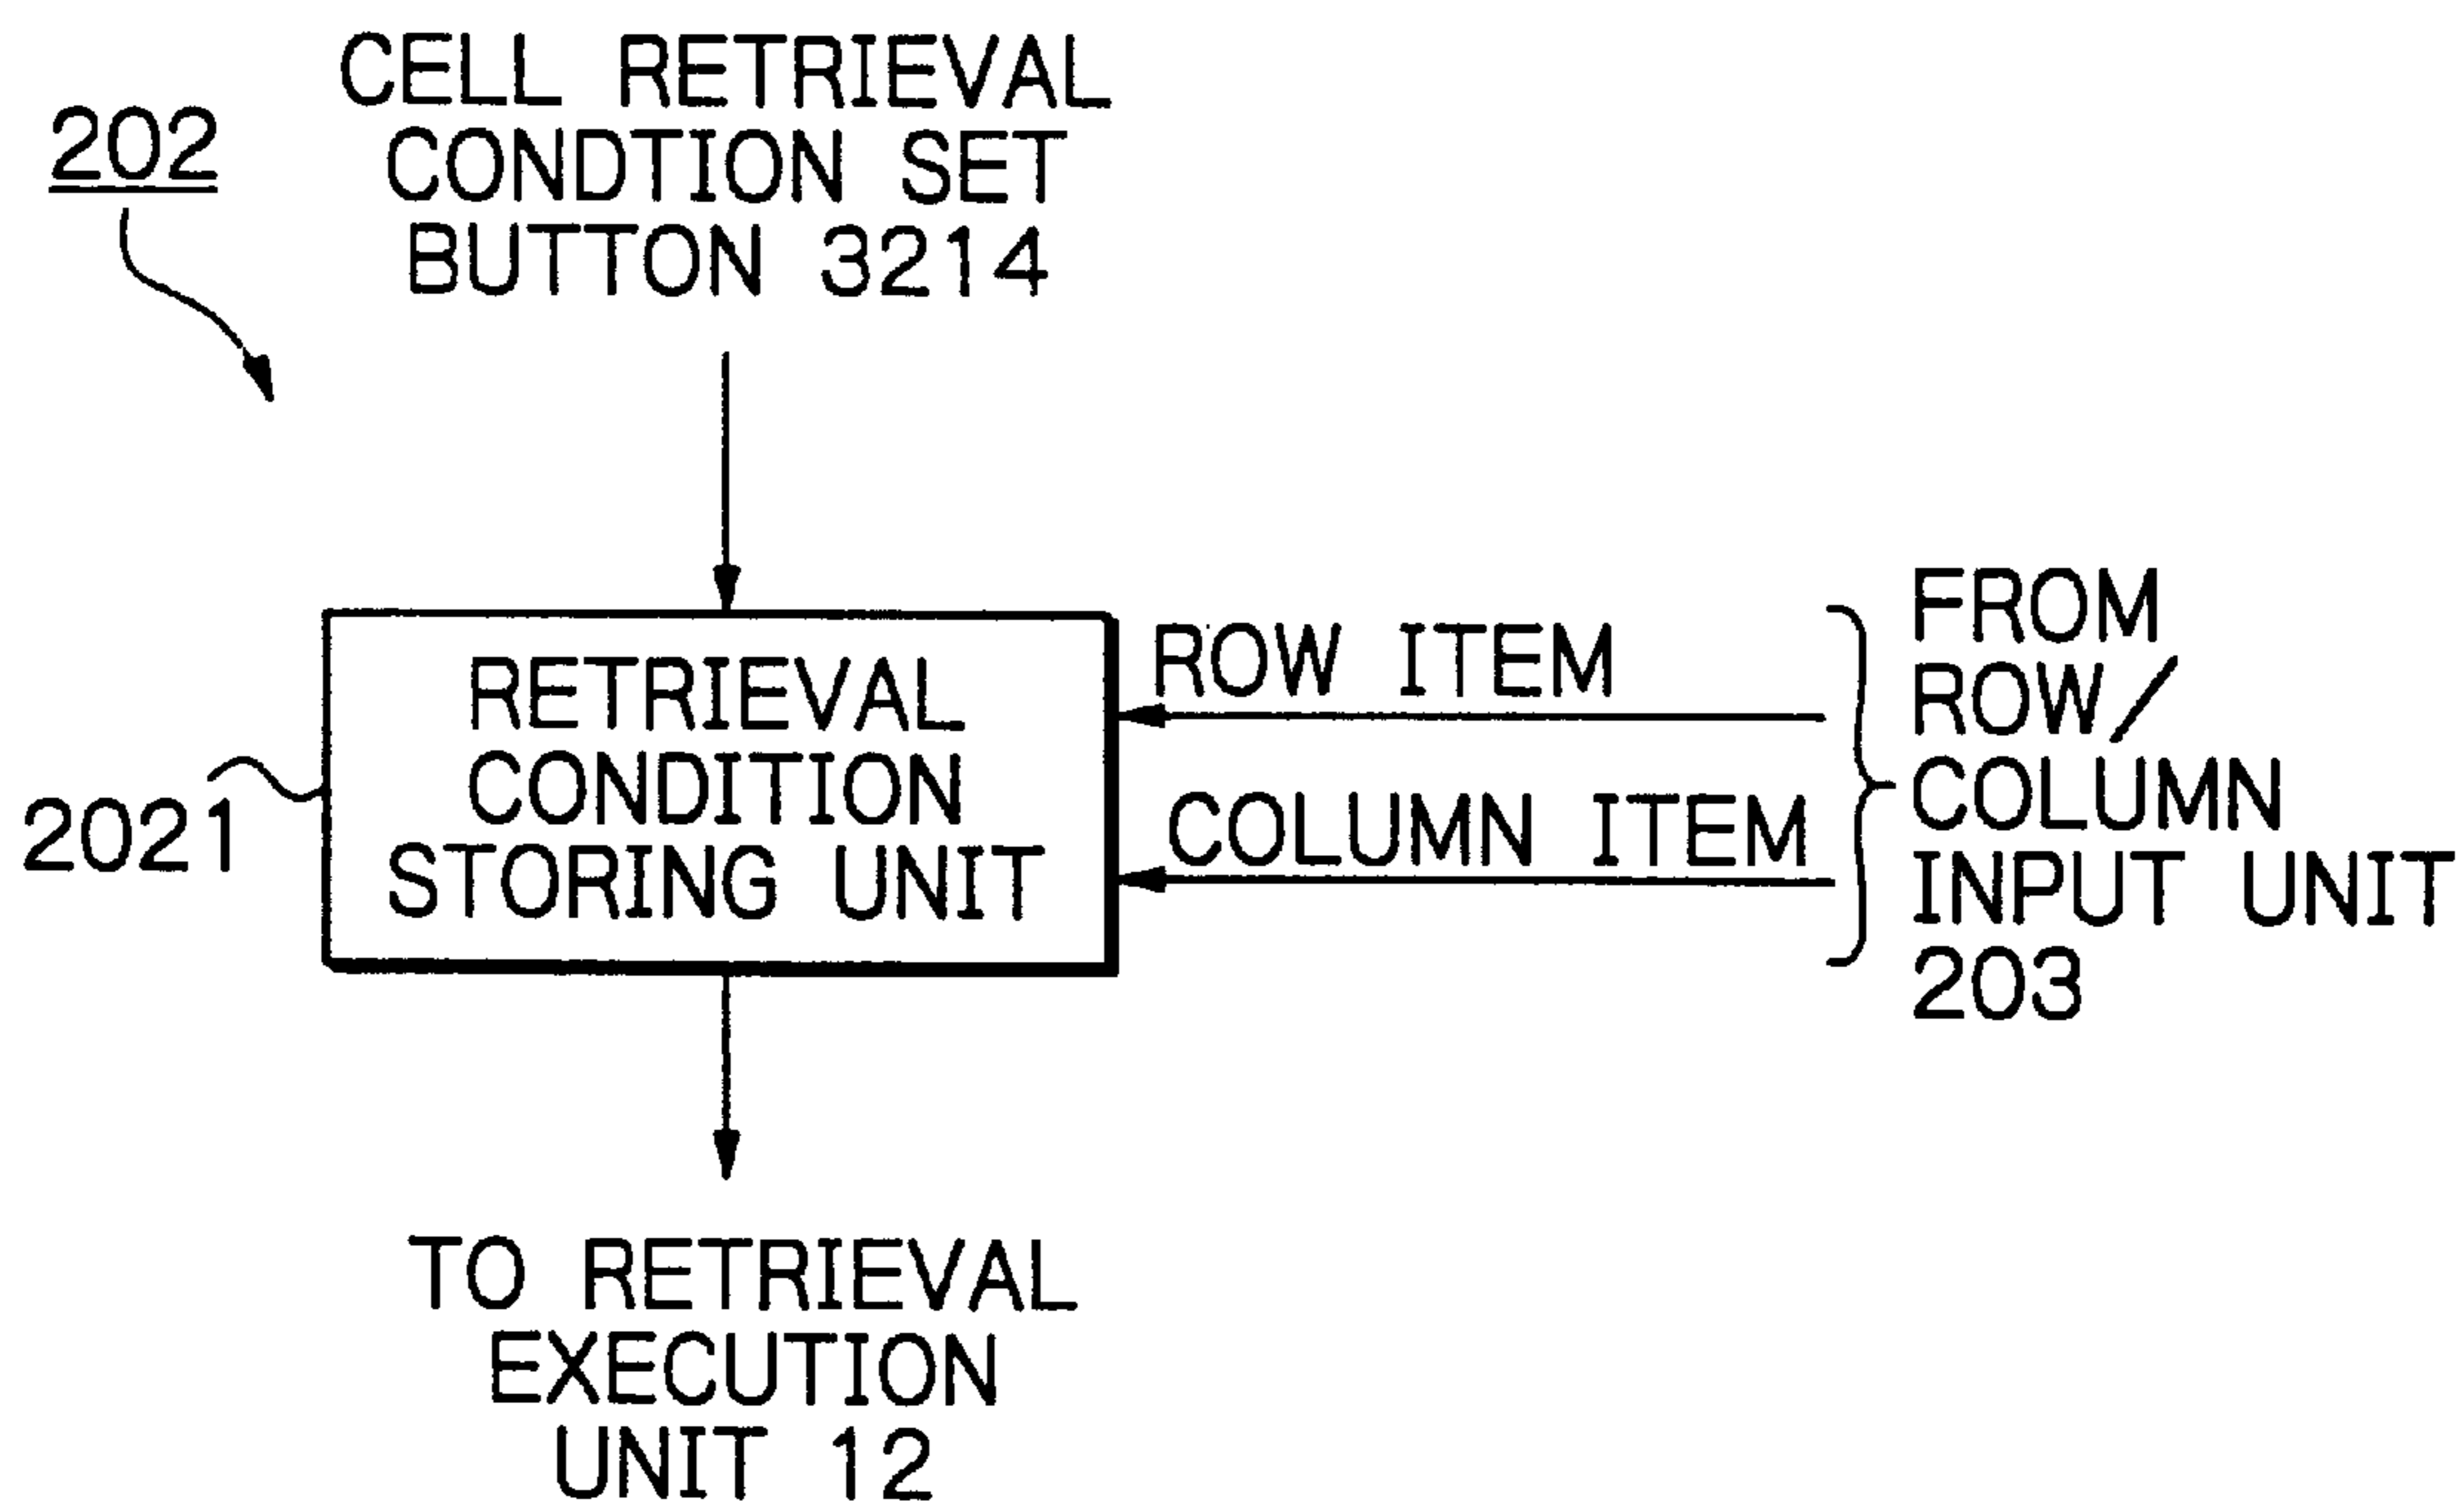 202
CELL RETRIEVAL
CONDTION SET
BUTTON 3214
RETRIEVAL
CONDITION
STORING UNIT
2021
ROW ITEM
COLUMN ITEM
FROM
ROW/
COLUMN
INPUT UNIT
203
TO RETRIEVAL
EXECUTION
UNIT 12